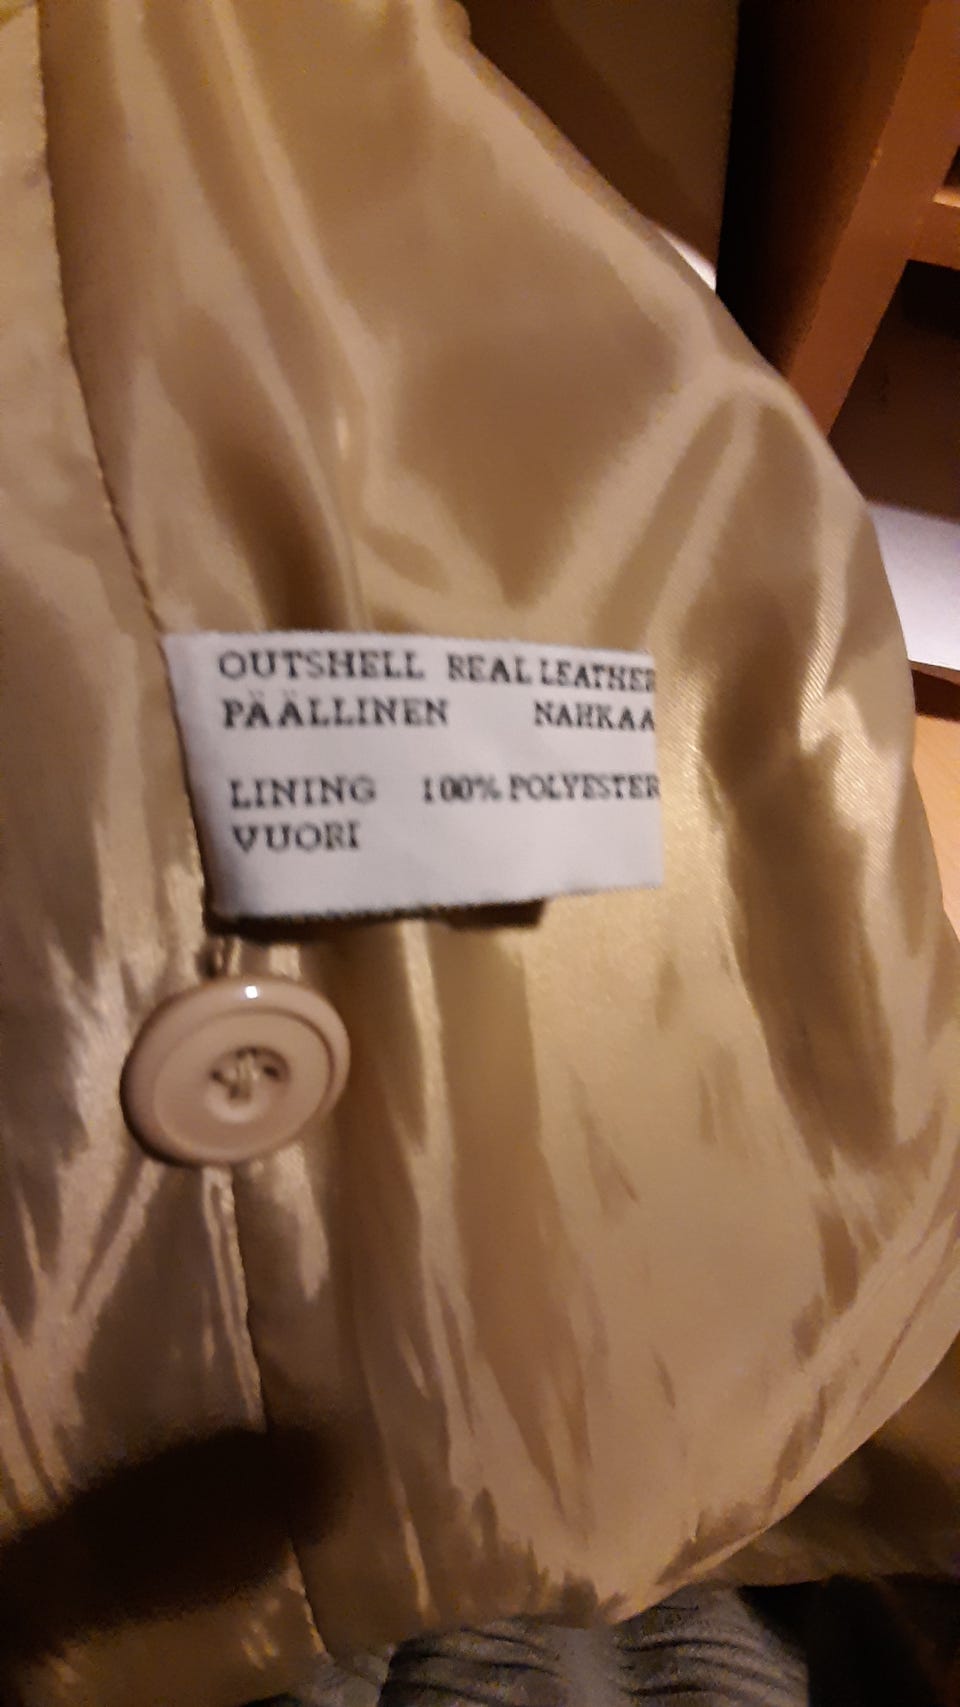 OUTSHELL REAL LEATHER
PÄÄLLINEN NAHKAA
LINING 100% POLYESTER
VUORI